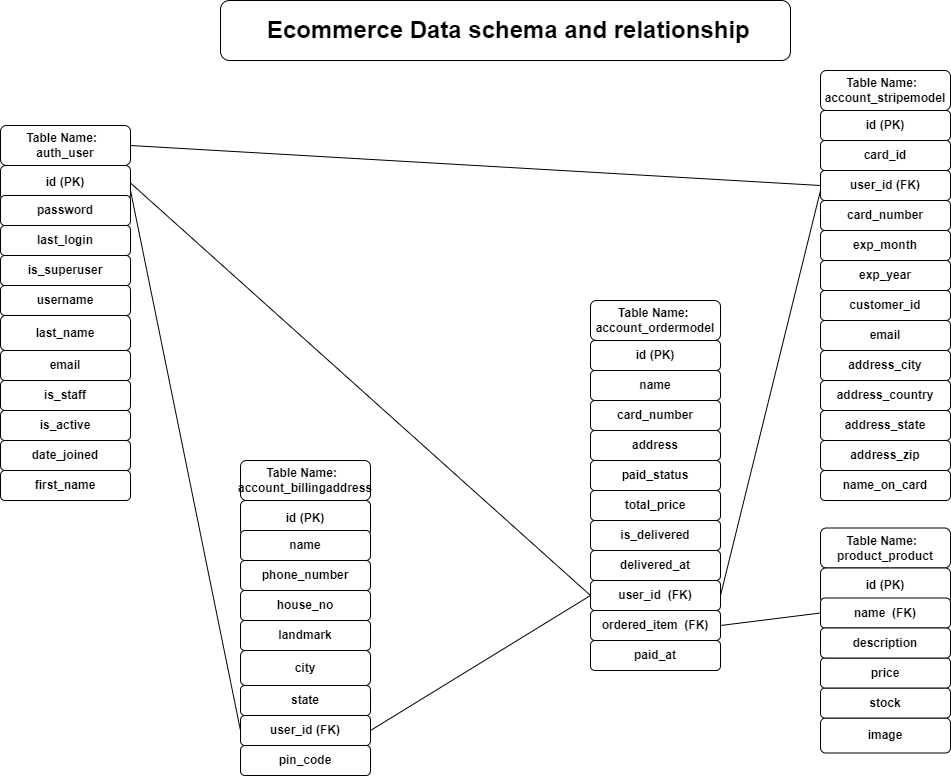 Ecommerce Data schema and relationship
Table Name:
auth_user
id (PK)
password
last_login
is_superuser
username
last_name
email
is_staff
is_active
date_joined
first_name
Table Name:
account_billingaddress
id (PK)
name
phone_number
house_no
landmark
city
state
user_id (FK)
pin_code
Table Name:
account_ordermodel
id (PK)
name
card_number
address
paid_status
total_price
is_delivered
delivered_at
user_id (FK)
ordered_item (FK)
paid_at
Table Name:
account_stripemodel
id (PK)
card_id
user_id (FK)
card_number
exp_month
exp_year
customer_id
email
address_city
address_country
address_state
address_zip
name_on_card
Table Name:
product_product
id (PK)
name (FK)
description
price
stock
image